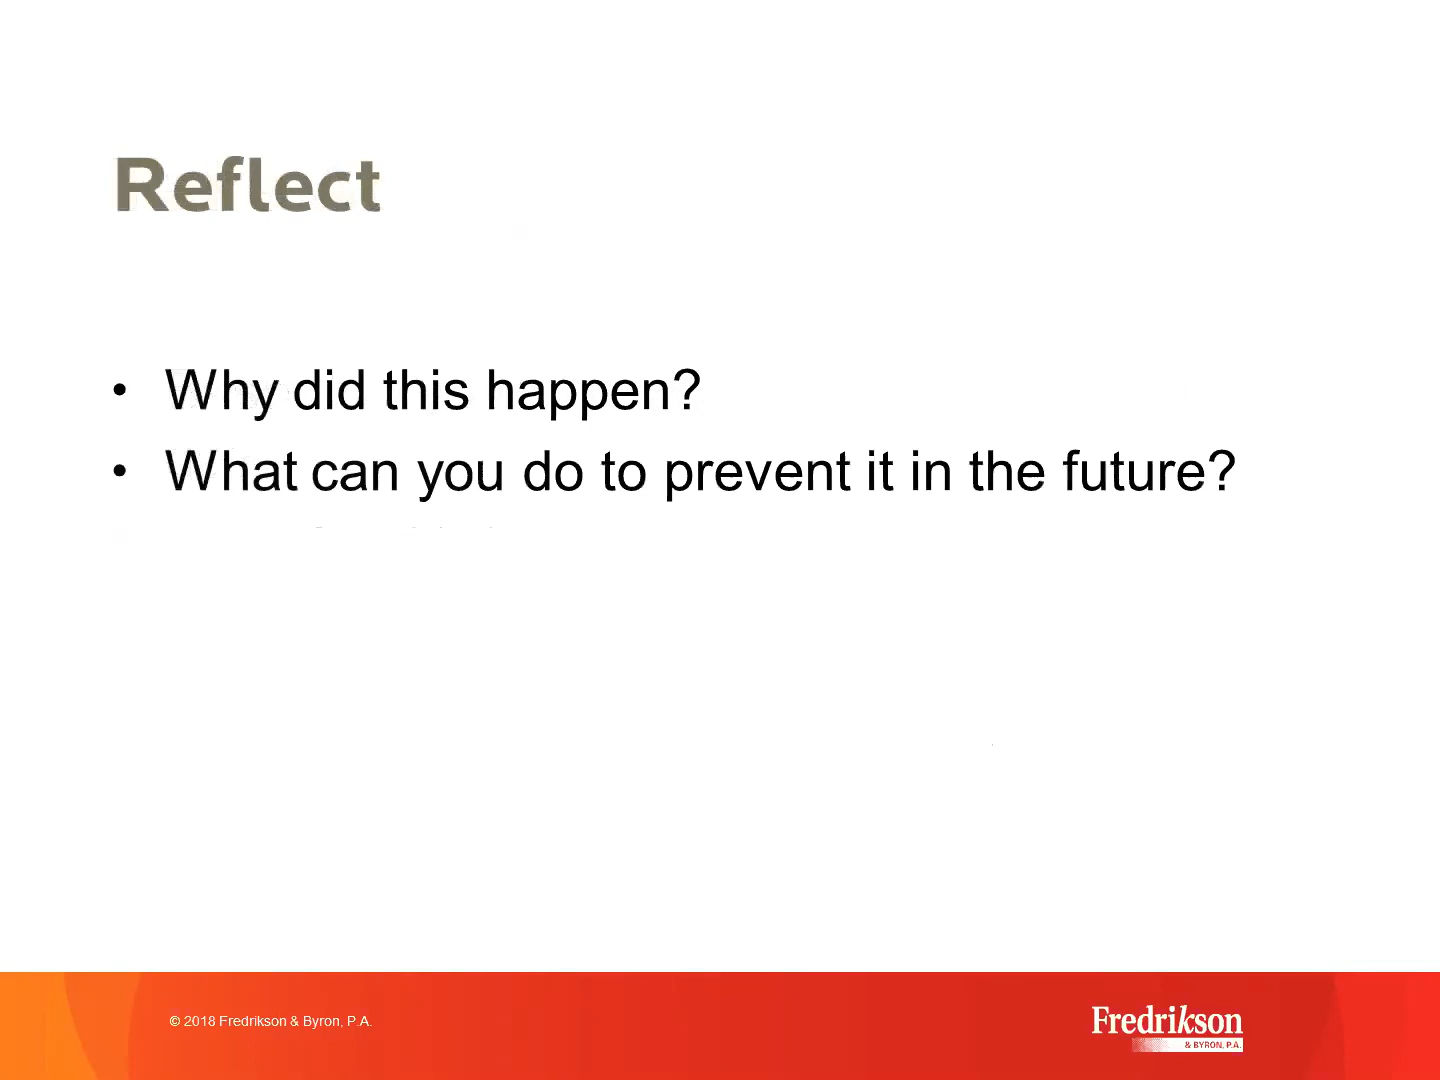 Reflect
• Why did this happen?
• What can you do to prevent it in the future?
© 2018 Fredrikson & Byron, P.A.
Fredrikson
& BYRON, P.A.